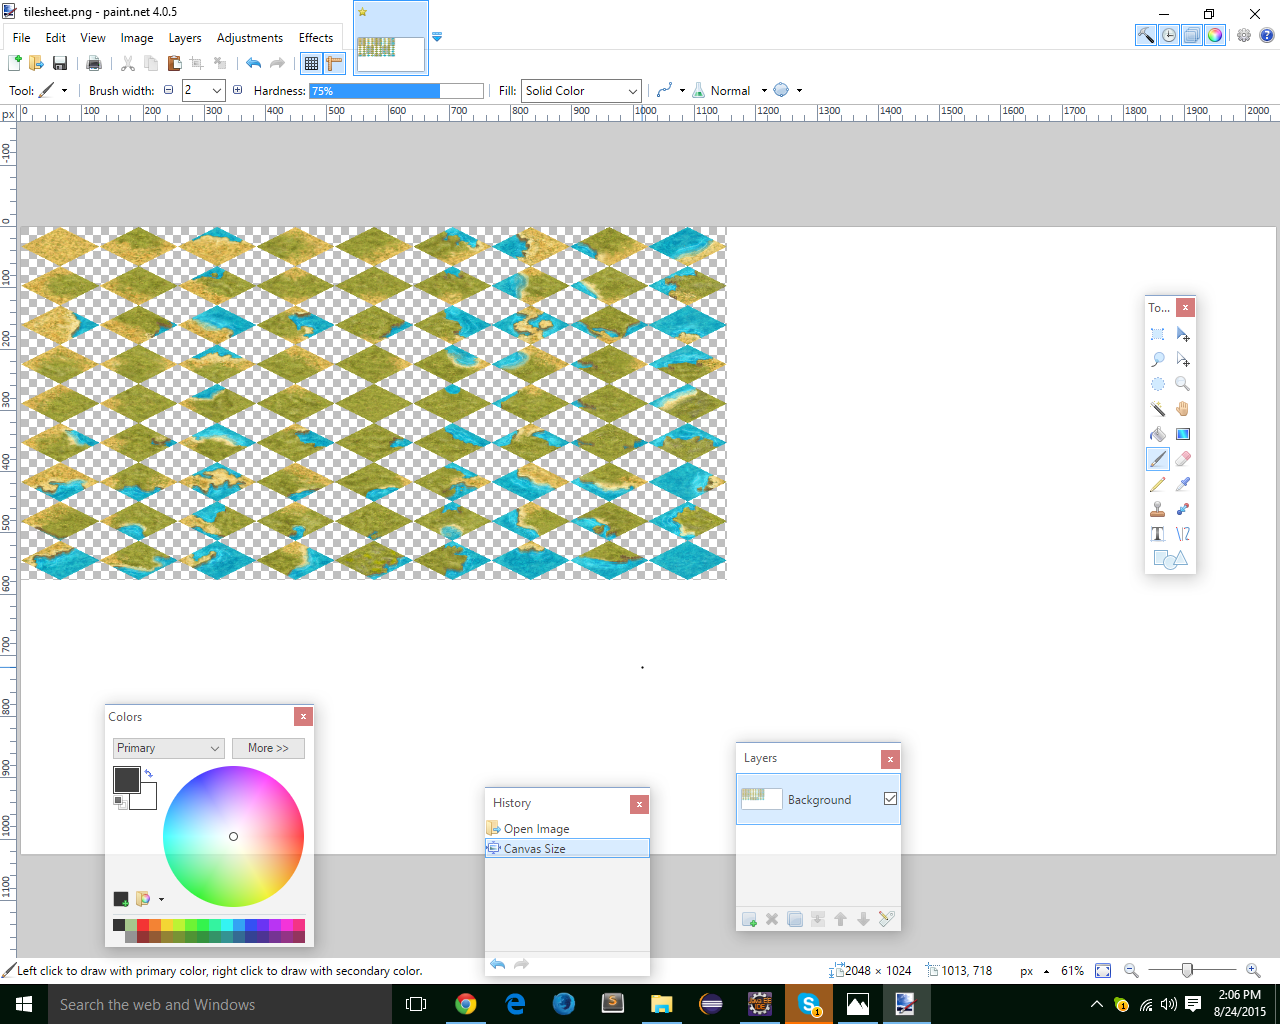 tilesheet.png - paint.net 4.0.5
File Edit View Image Layers Adjustments Effects
Tool: Brush width: 2 Hardness: 75% Fill: Solid Color Normal
px 0 100 200 300 400 500 600 700 800 900 1000 1100 1200 1300 1400 1500 1600 1700 1800 1900 2000
-100
0
100
200
300
400
500
600
700
800
900
1000
1100
To...
Colors
Primary More >>
History
Open Image
Canvas Size
Layers
Background
Left click to draw with primary color, right click to draw with secondary color. 2048 × 1024 1013, 718 px 61%
Search the web and Windows
2:06 PM
8/24/2015